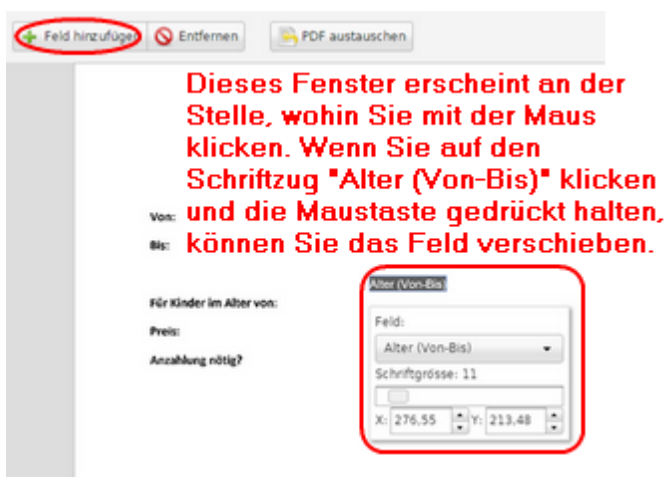 Feld hinzufügen Entfernen PDF austauschen
Dieses Fenster erscheint an der
Stelle, wohin Sie mit der Maus
klicken. Wenn Sie auf den
Schriftzug "Alter (Von-Bis)" klicken
Von: und die Maustaste gedrückt halten,
Bis: können Sie das Feld verschieben.
Alter (Von-Bis)
Für Kinder im Alter von:
Feld:
Preis:
Alter (Von-Bis)
Anzahlung nötig?
Schriftgrösse: 11
X: 276,55 Y: 213,48